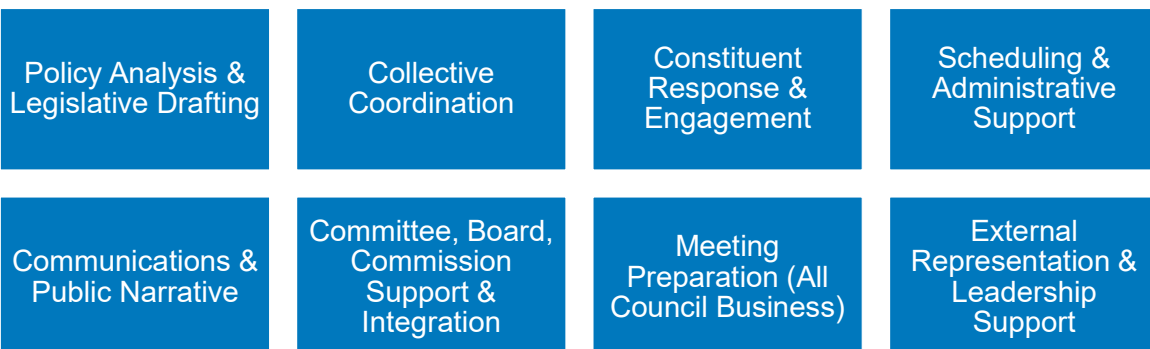 Policy Analysis &
Legislative Drafting
Collective
Coordination
Constituent
Response &
Engagement
Scheduling &
Administrative
Support
Communications &
Public Narrative
Committee, Board,
Commission
Support &
Integration
Meeting
Preparation (All
Council Business)
External
Representation &
Leadership
Support